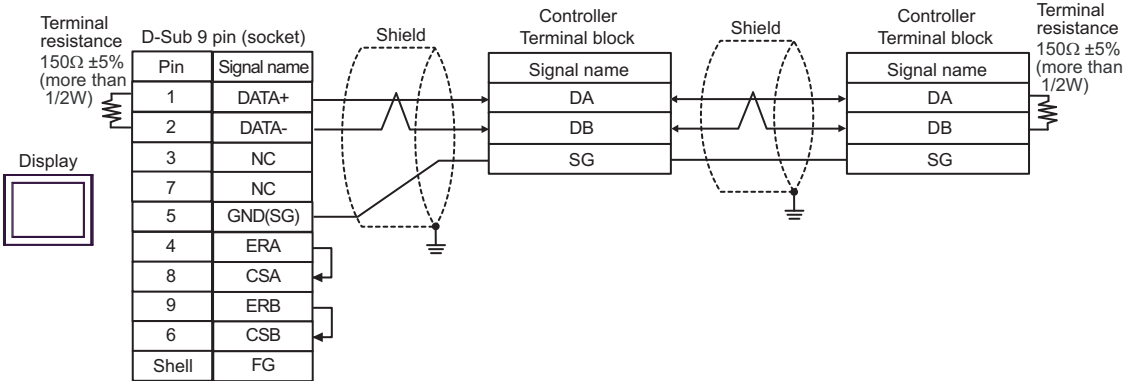 Terminal
resistance
150Ω ±5%
(more than
1/2W)
D-Sub 9 pin (socket)
Pin Signal name
1 DATA+
2 DATA-
3 NC
7 NC
5 GND(SG)
4 ERA
8 CSA
9 ERB
6 CSB
Shell FG
Display
Shield
Controller
Terminal block
Signal name
DA
DB
SG
Shield
Controller
Terminal block
Signal name
DA
DB
SG
Terminal
resistance
150Ω ±5%
(more than
1/2W)